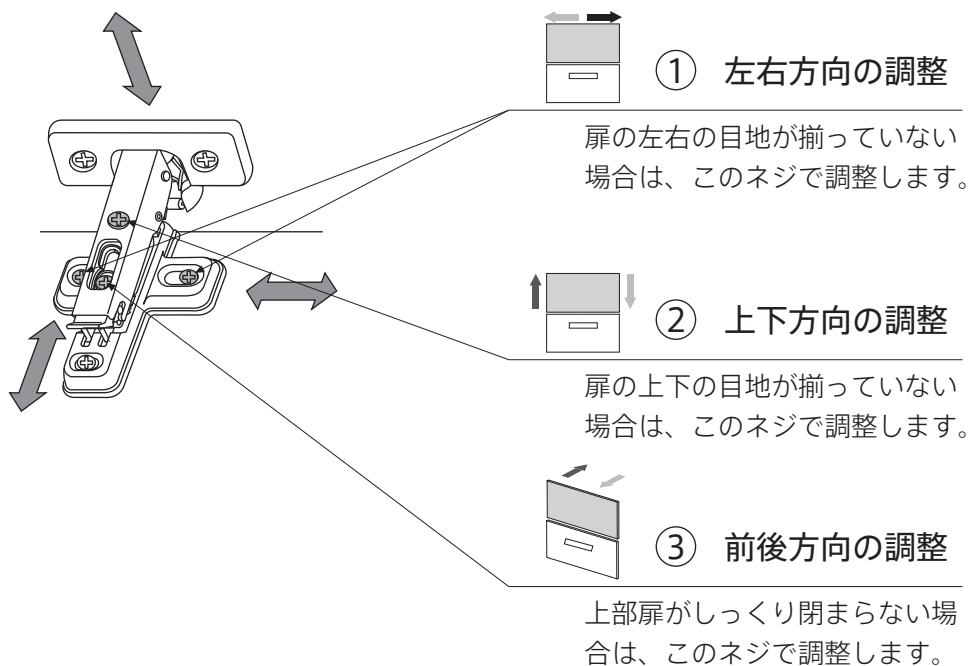 ① 左右方向の調整
扉の左右の目地が揃っていない
場合は、このネジで調整します。
② 上下方向の調整
扉の上下の目地が揃っていない
場合は、このネジで調整します。
③ 前後方向の調整
上部扉がしっくり閉まらない場
合は、このネジで調整します。